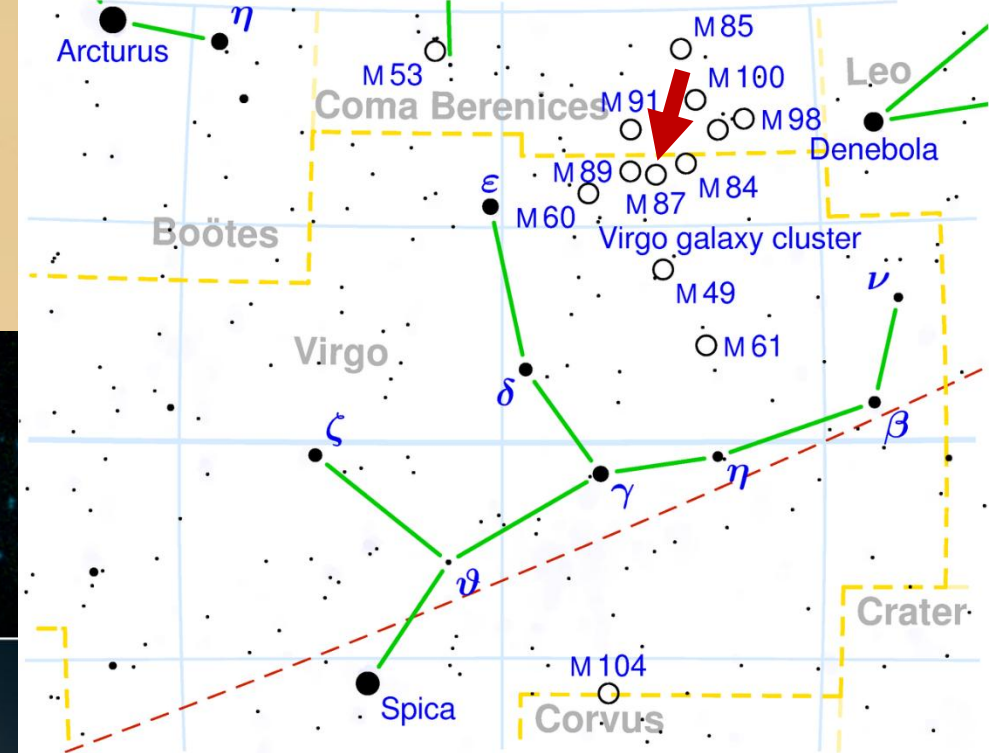 η
M 85
Arcturus
M 53
M 100
Leo
Coma Berenices
M 91
M 98
Denebola
M 89
ε
M 84
M 60
M 87
Boötes
Virgo galaxy cluster
ν
M 49
Virgo
M 61
δ
ζ
β
η
γ
ϑ
Crater
M 104
Spica
Corvus